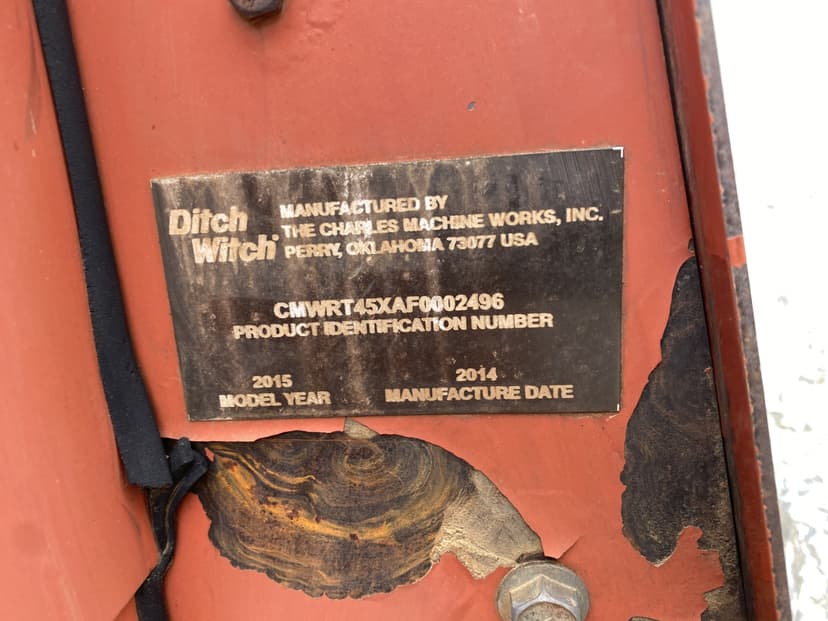 Ditch
Witch®
MANUFACTURED BY
THE CHARLES MACHINE WORKS, INC.
PERRY, OKLAHOMA 73077 USA
CMWRT45XAF0002496
PRODUCT IDENTIFICATION NUMBER
2015
MODEL YEAR
2014
MANUFACTURE DATE